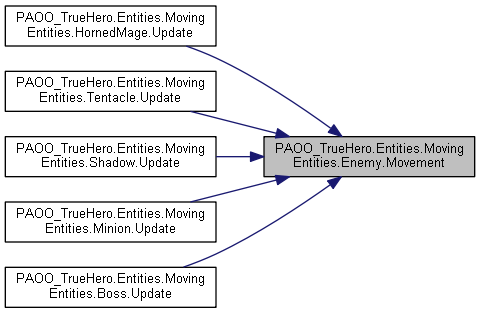 PAOO_TrueHero.Entities.Moving
Entities.HornedMage.Update
PAOO_TrueHero.Entities.Moving
Entities.Tentacle.Update
PAOO_TrueHero.Entities.Moving
Entities.Shadow.Update
PAOO_TrueHero.Entities.Moving
Entities.Enemy.Movement
PAOO_TrueHero.Entities.Moving
Entities.Minion.Update
PAOO_TrueHero.Entities.Moving
Entities.Boss.Update